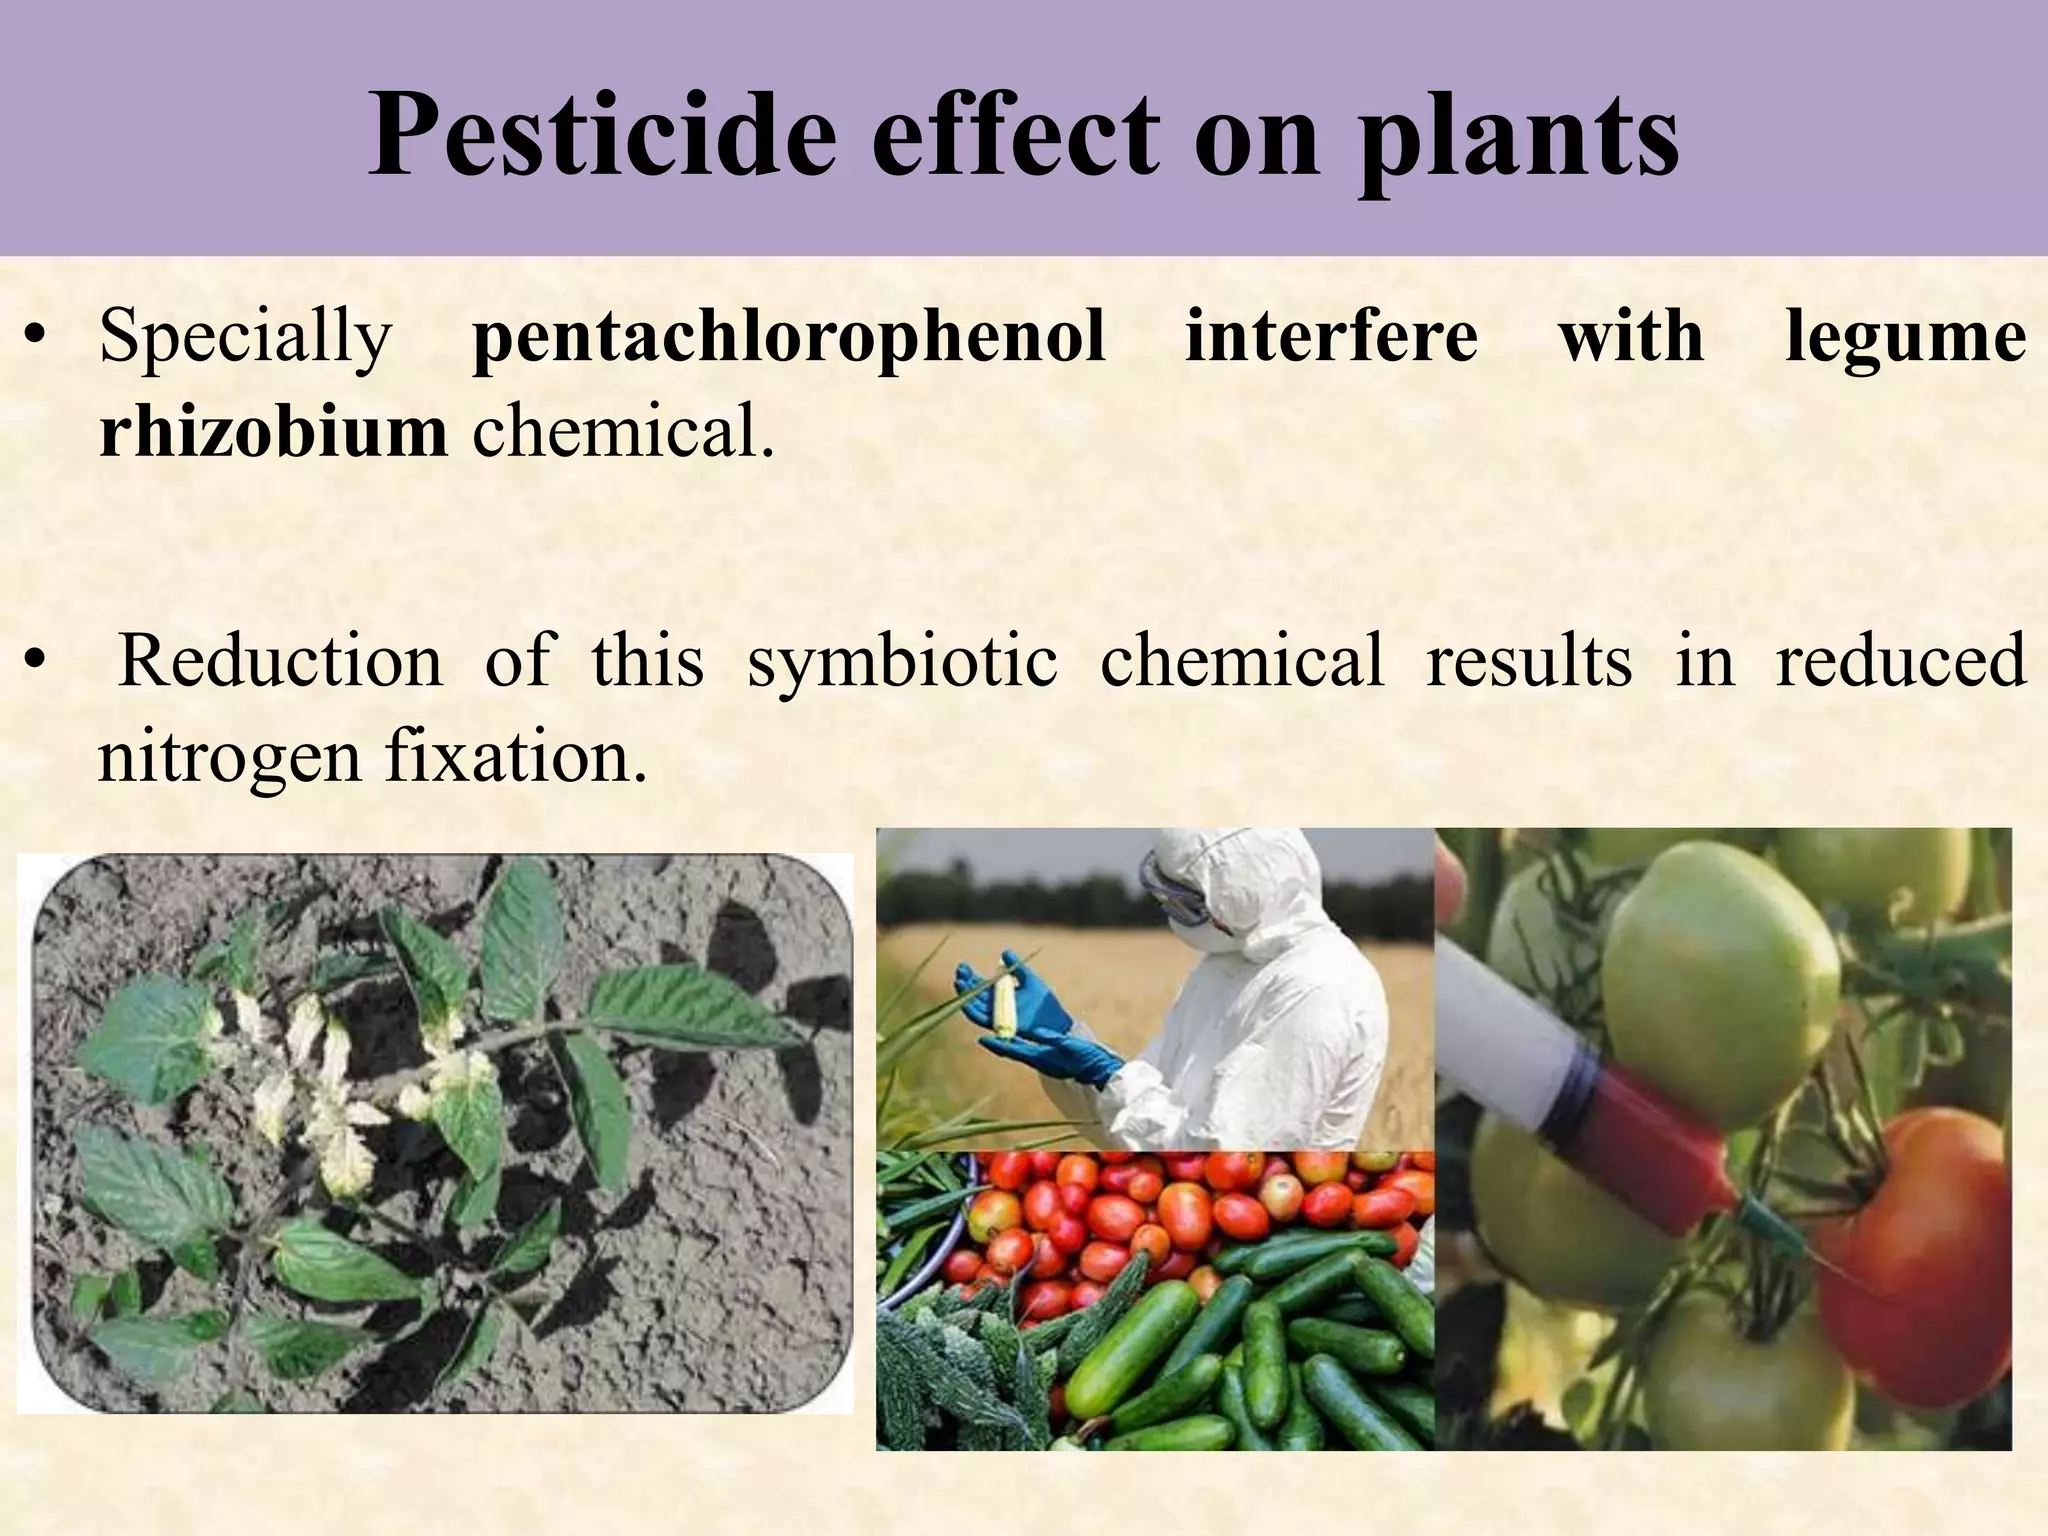 Pesticide effect on plants
• Specially pentachlorophenol interfere with legume
rhizobium chemical.
• Reduction of this symbiotic chemical results in reduced
nitrogen fixation.